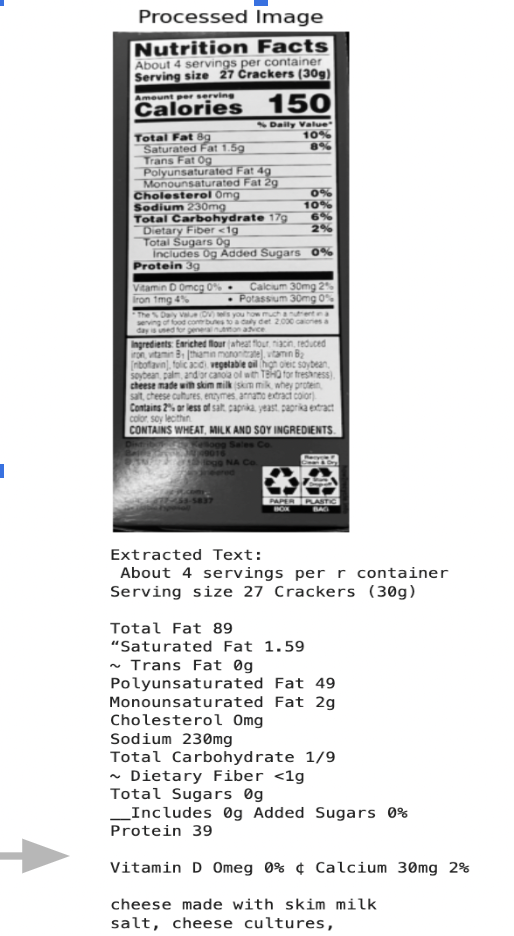 Processed Image
Nutrition Facts
About 4 servings per container
Serving size 27 Crackers (30g)
Amount per serving
Calories 150
% Daily Value*
Total Fat 8g 10%
Saturated Fat 1.5g 8%
Trans Fat 0g
Polyunsaturated Fat 4g
Monounsaturated Fat 2g
Cholesterol 0mg 0%
Sodium 230mg 10%
Total Carbohydrate 17g 6%
Dietary Fiber <1g 2%
Total Sugars 0g
Includes 0g Added Sugars 0%
Protein 3g
Vitamin D 0mcg 0% • Calcium 30mg 2%
Iron 1mg 4% • Potassium 30mg 0%
* The % Daily Value (DV) tells you how much a nutrient in a
serving of food contributes to a daily diet. 2,000 calories a
day is used for general nutrition advice.
Ingredients: Enriched flour (wheat flour, niacin, reduced
iron, vitamin B1 [thiamin mononitrate], vitamin B2
[riboflavin], folic acid), vegetable oil (high oleic soybean,
soybean, palm, and/or canola oil with TBHQ for freshness),
cheese made with skim milk (skim milk, whey protein,
salt, cheese cultures, enzymes, annatto extract color).
Contains 2% or less of salt, paprika, yeast, paprika extract
color, soy lecithin.
CONTAINS WHEAT, MILK AND SOY INGREDIENTS.
Kellogg Sales Co.
NA Co.
Recycle if
Clean & Dry
Store
Drop-off
PAPER PLASTIC
BOX BAG
Extracted Text:
About 4 servings per r container
Serving size 27 Crackers (30g)
Total Fat 89
“Saturated Fat 1.59
~ Trans Fat 0g
Polyunsaturated Fat 49
Monounsaturated Fat 2g
Cholesterol Omg
Sodium 230mg
Total Carbohydrate 1/9
~ Dietary Fiber <1g
Total Sugars 0g
__Includes 0g Added Sugars 0%
Protein 39
Vitamin D Omeg 0% ¢ Calcium 30mg 2%
cheese made with skim milk
salt, cheese cultures,